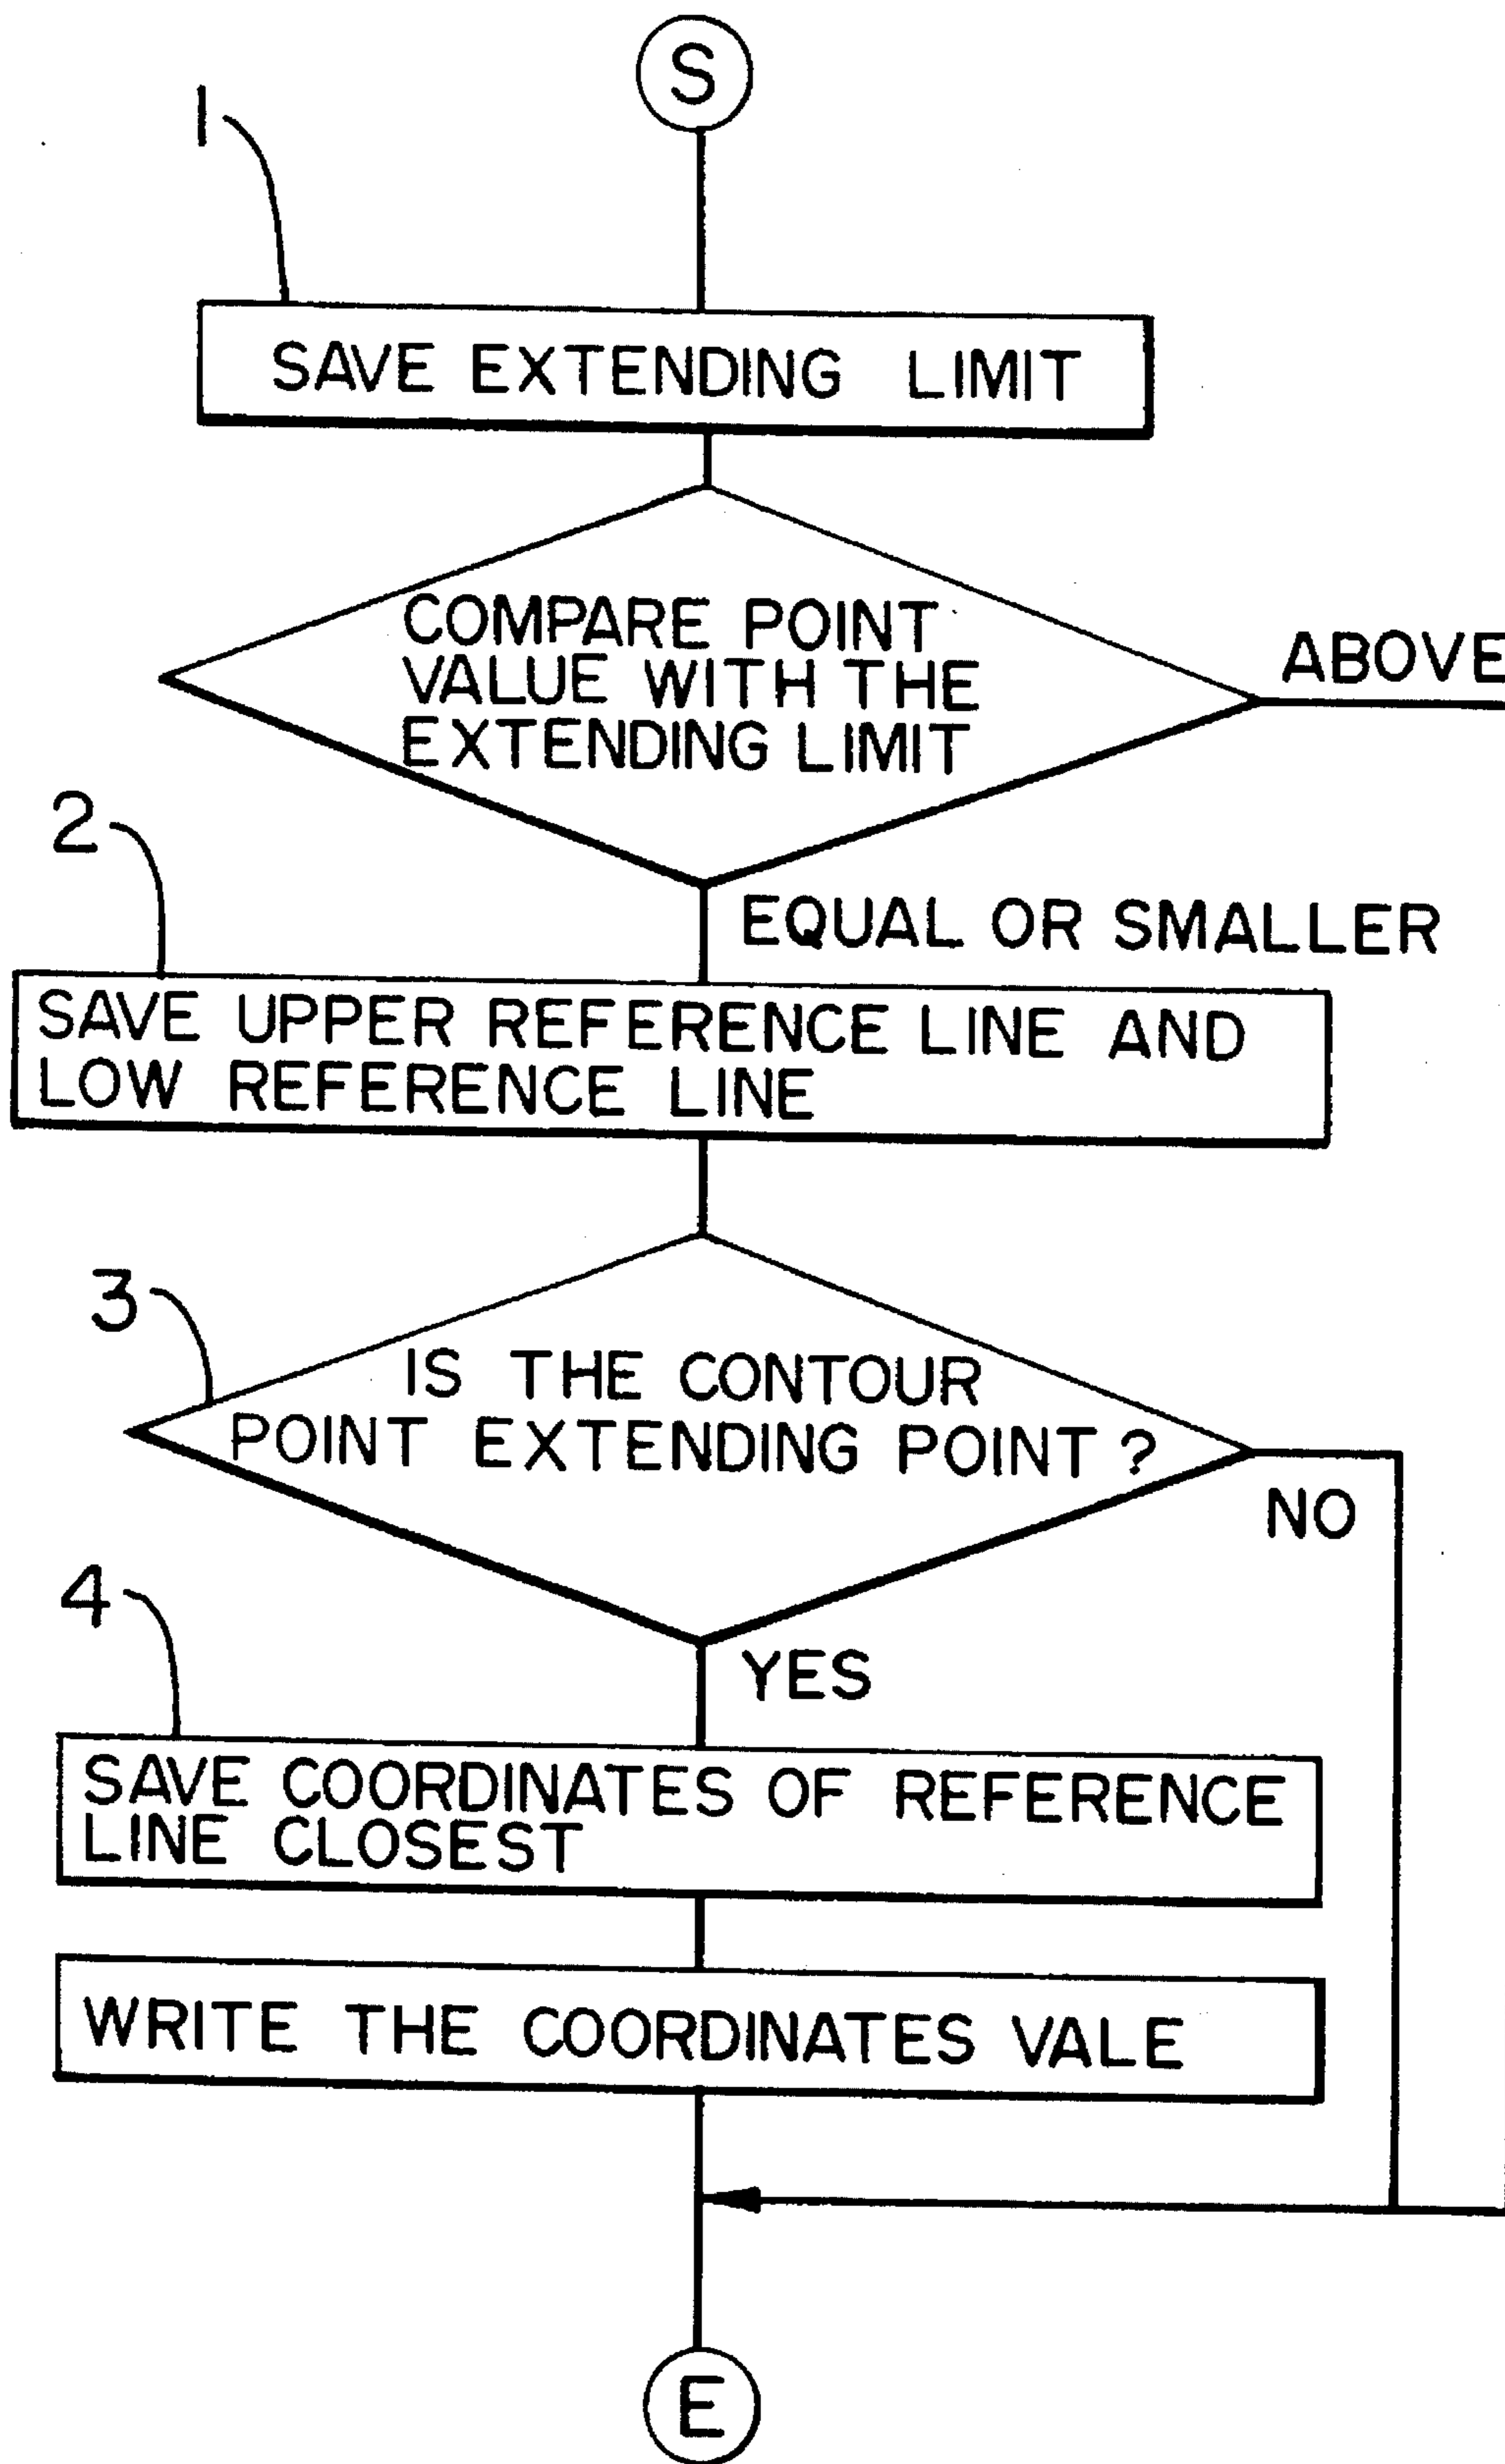 S
1
SAVE EXTENDING LIMIT
COMPARE POINT
VALUE WITH THE
EXTENDING LIMIT
ABOVE
2
EQUAL OR SMALLER
SAVE UPPER REFERENCE LINE AND
LOW REFERENCE LINE
3
IS THE CONTOUR
POINT EXTENDING POINT ?
NO
4
YES
SAVE COORDINATES OF REFERENCE
LINE CLOSEST
WRITE THE COORDINATES VALE
E